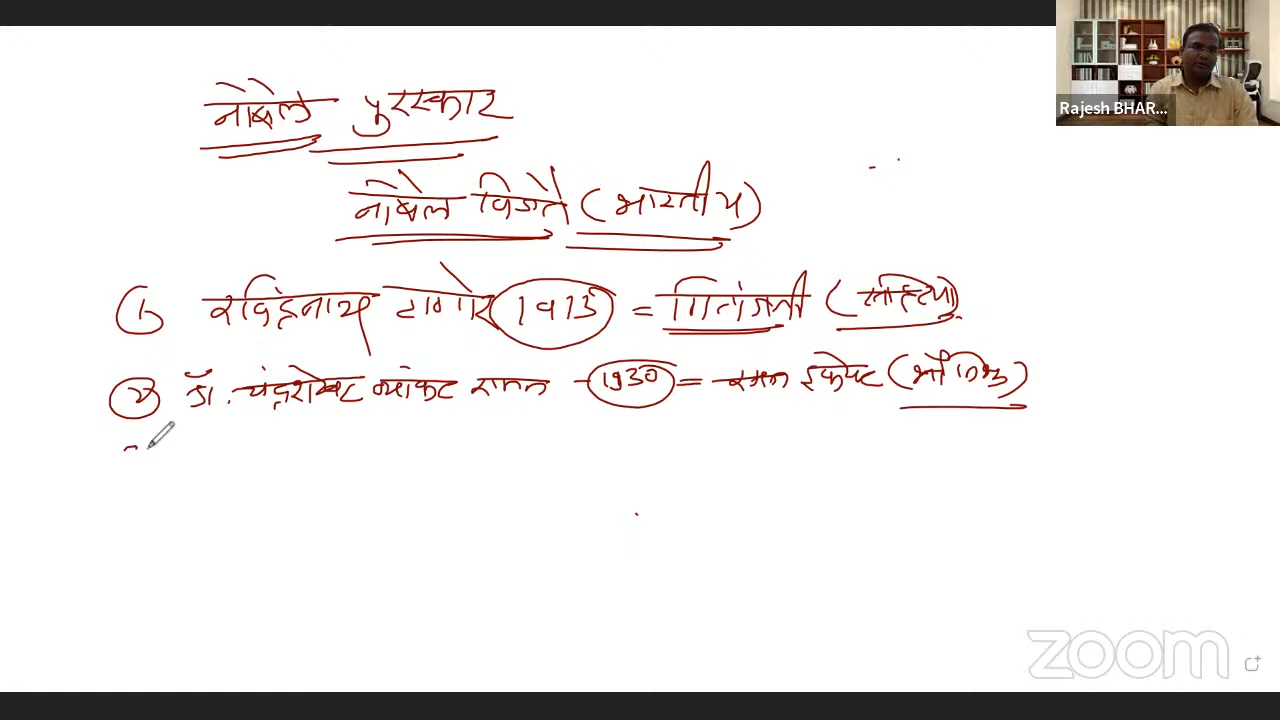 Rajesh BHAR...
नोबेल पुरस्कार
नोबेल विजेते (भारतीय)
① रविंद्रनाथ टागोर 1913 = गितांजली (साहित्य)
② डॉ. चंद्रशेखर व्यंकट रामन - 1930 = रमन इफेक्ट (भौतिक)
zoom